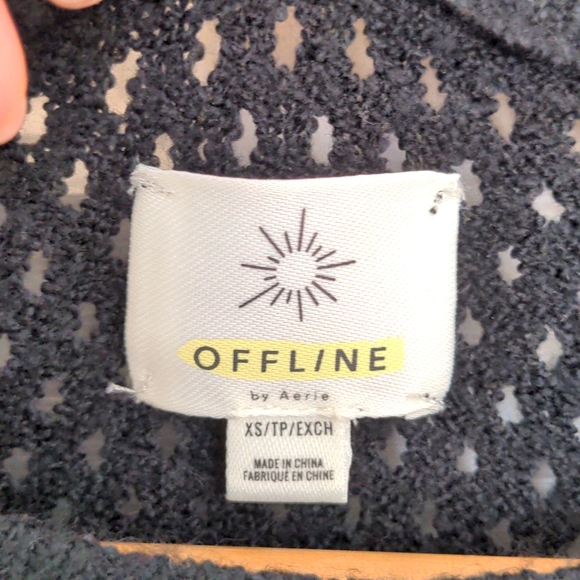 OFFLINE
by Aerie
XS/TP/EXCH
MADE IN CHINA
FABRIQUÉ EN CHINE